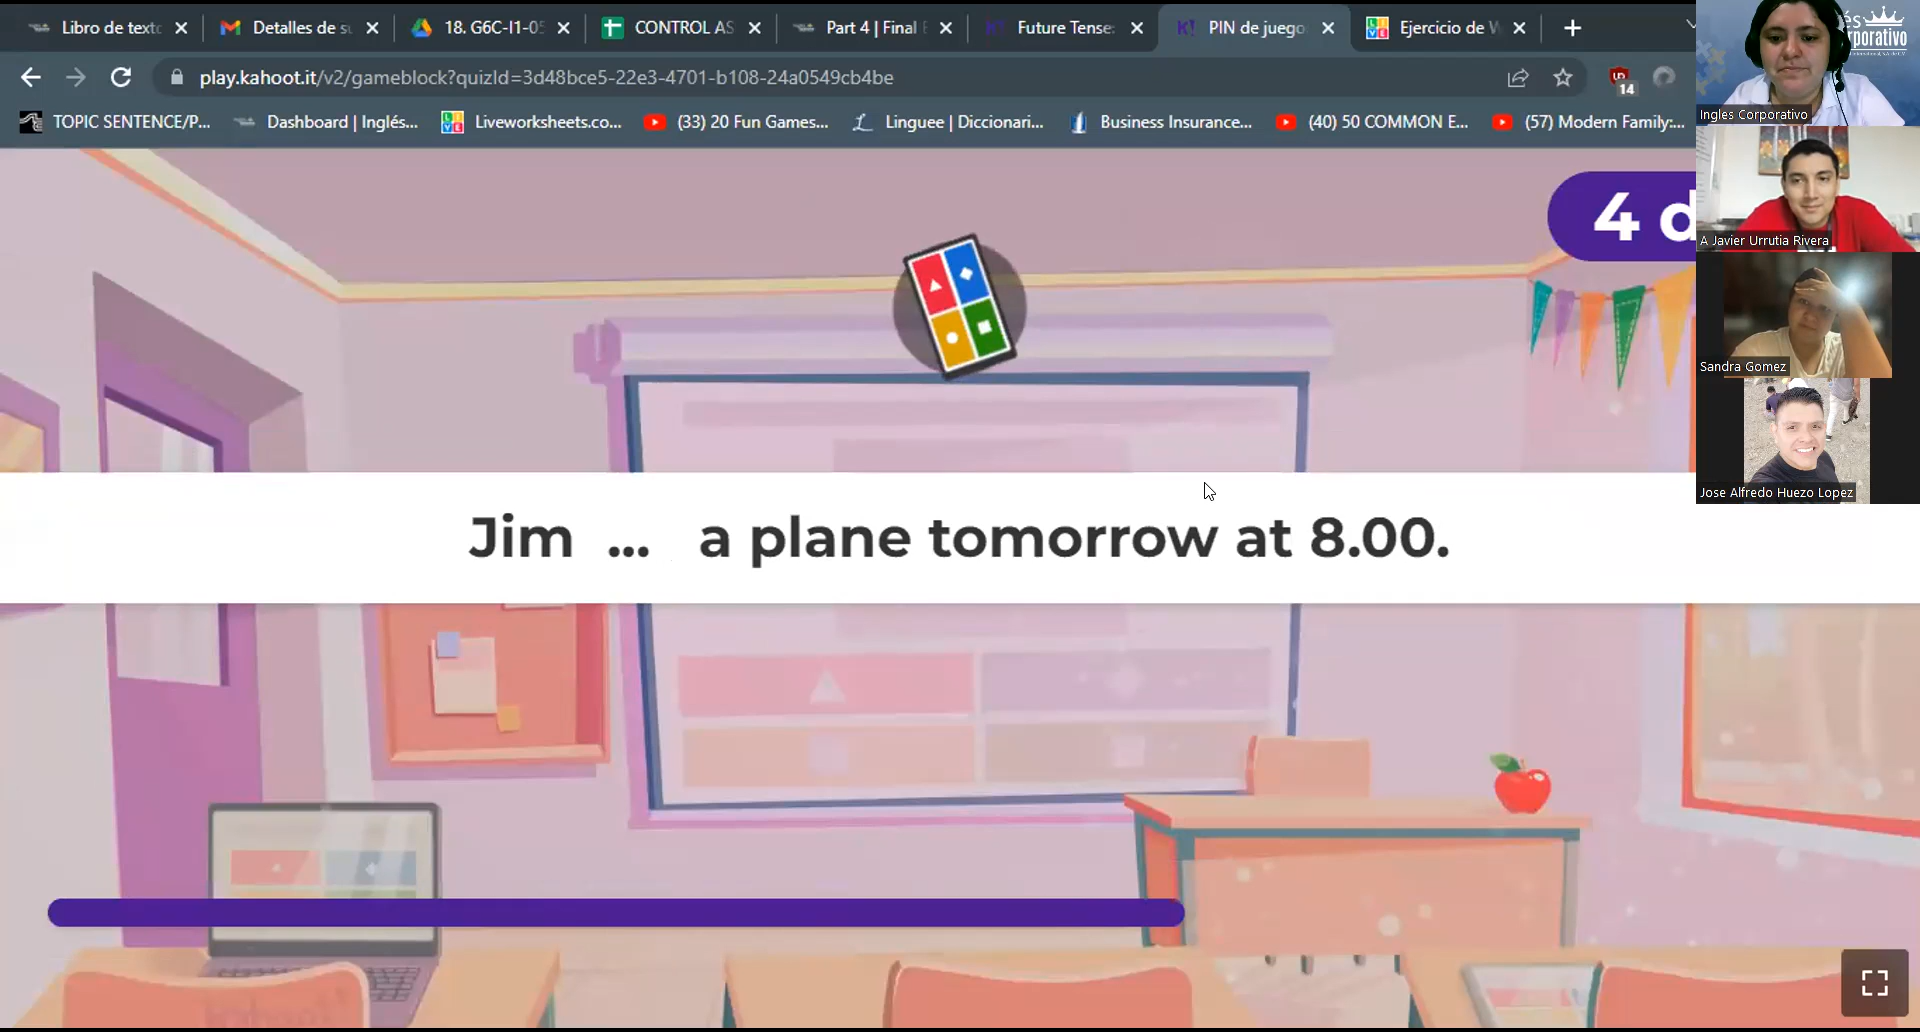 Libro de texto
Detalles de su
18. G6C-I1-05
CONTROL AS
Part 4 | Final E
Future Tense:
PIN de juego
Ejercicio de W
play.kahoot.it/v2/gameblock?quizId=3d48bce5-22e3-4701-b108-24a0549cb4be
14
TOPIC SENTENCE/P...
Dashboard | Inglés...
Liveworksheets.co...
(33) 20 Fun Games...
Linguee | Diccionari...
Business Insurance...
(40) 50 COMMON E...
(57) Modern Family:...
Ingles Corporativo
A Javier Urrutia Rivera
Sandra Gomez
Jose Alfredo Huezo Lopez
4 d
Jim ... a plane tomorrow at 8.00.